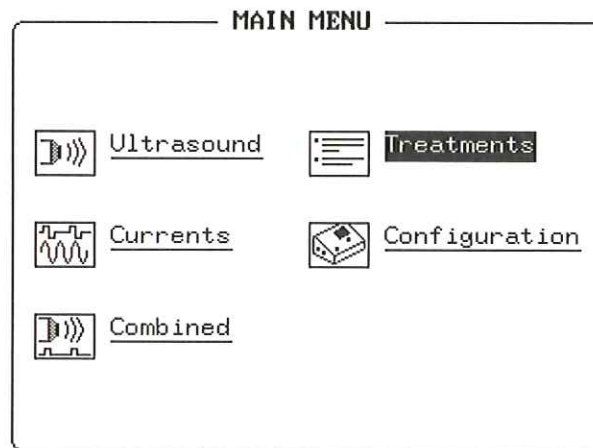 MAIN MENU
Ultrasound
Treatments
Currents
Configuration
Combined